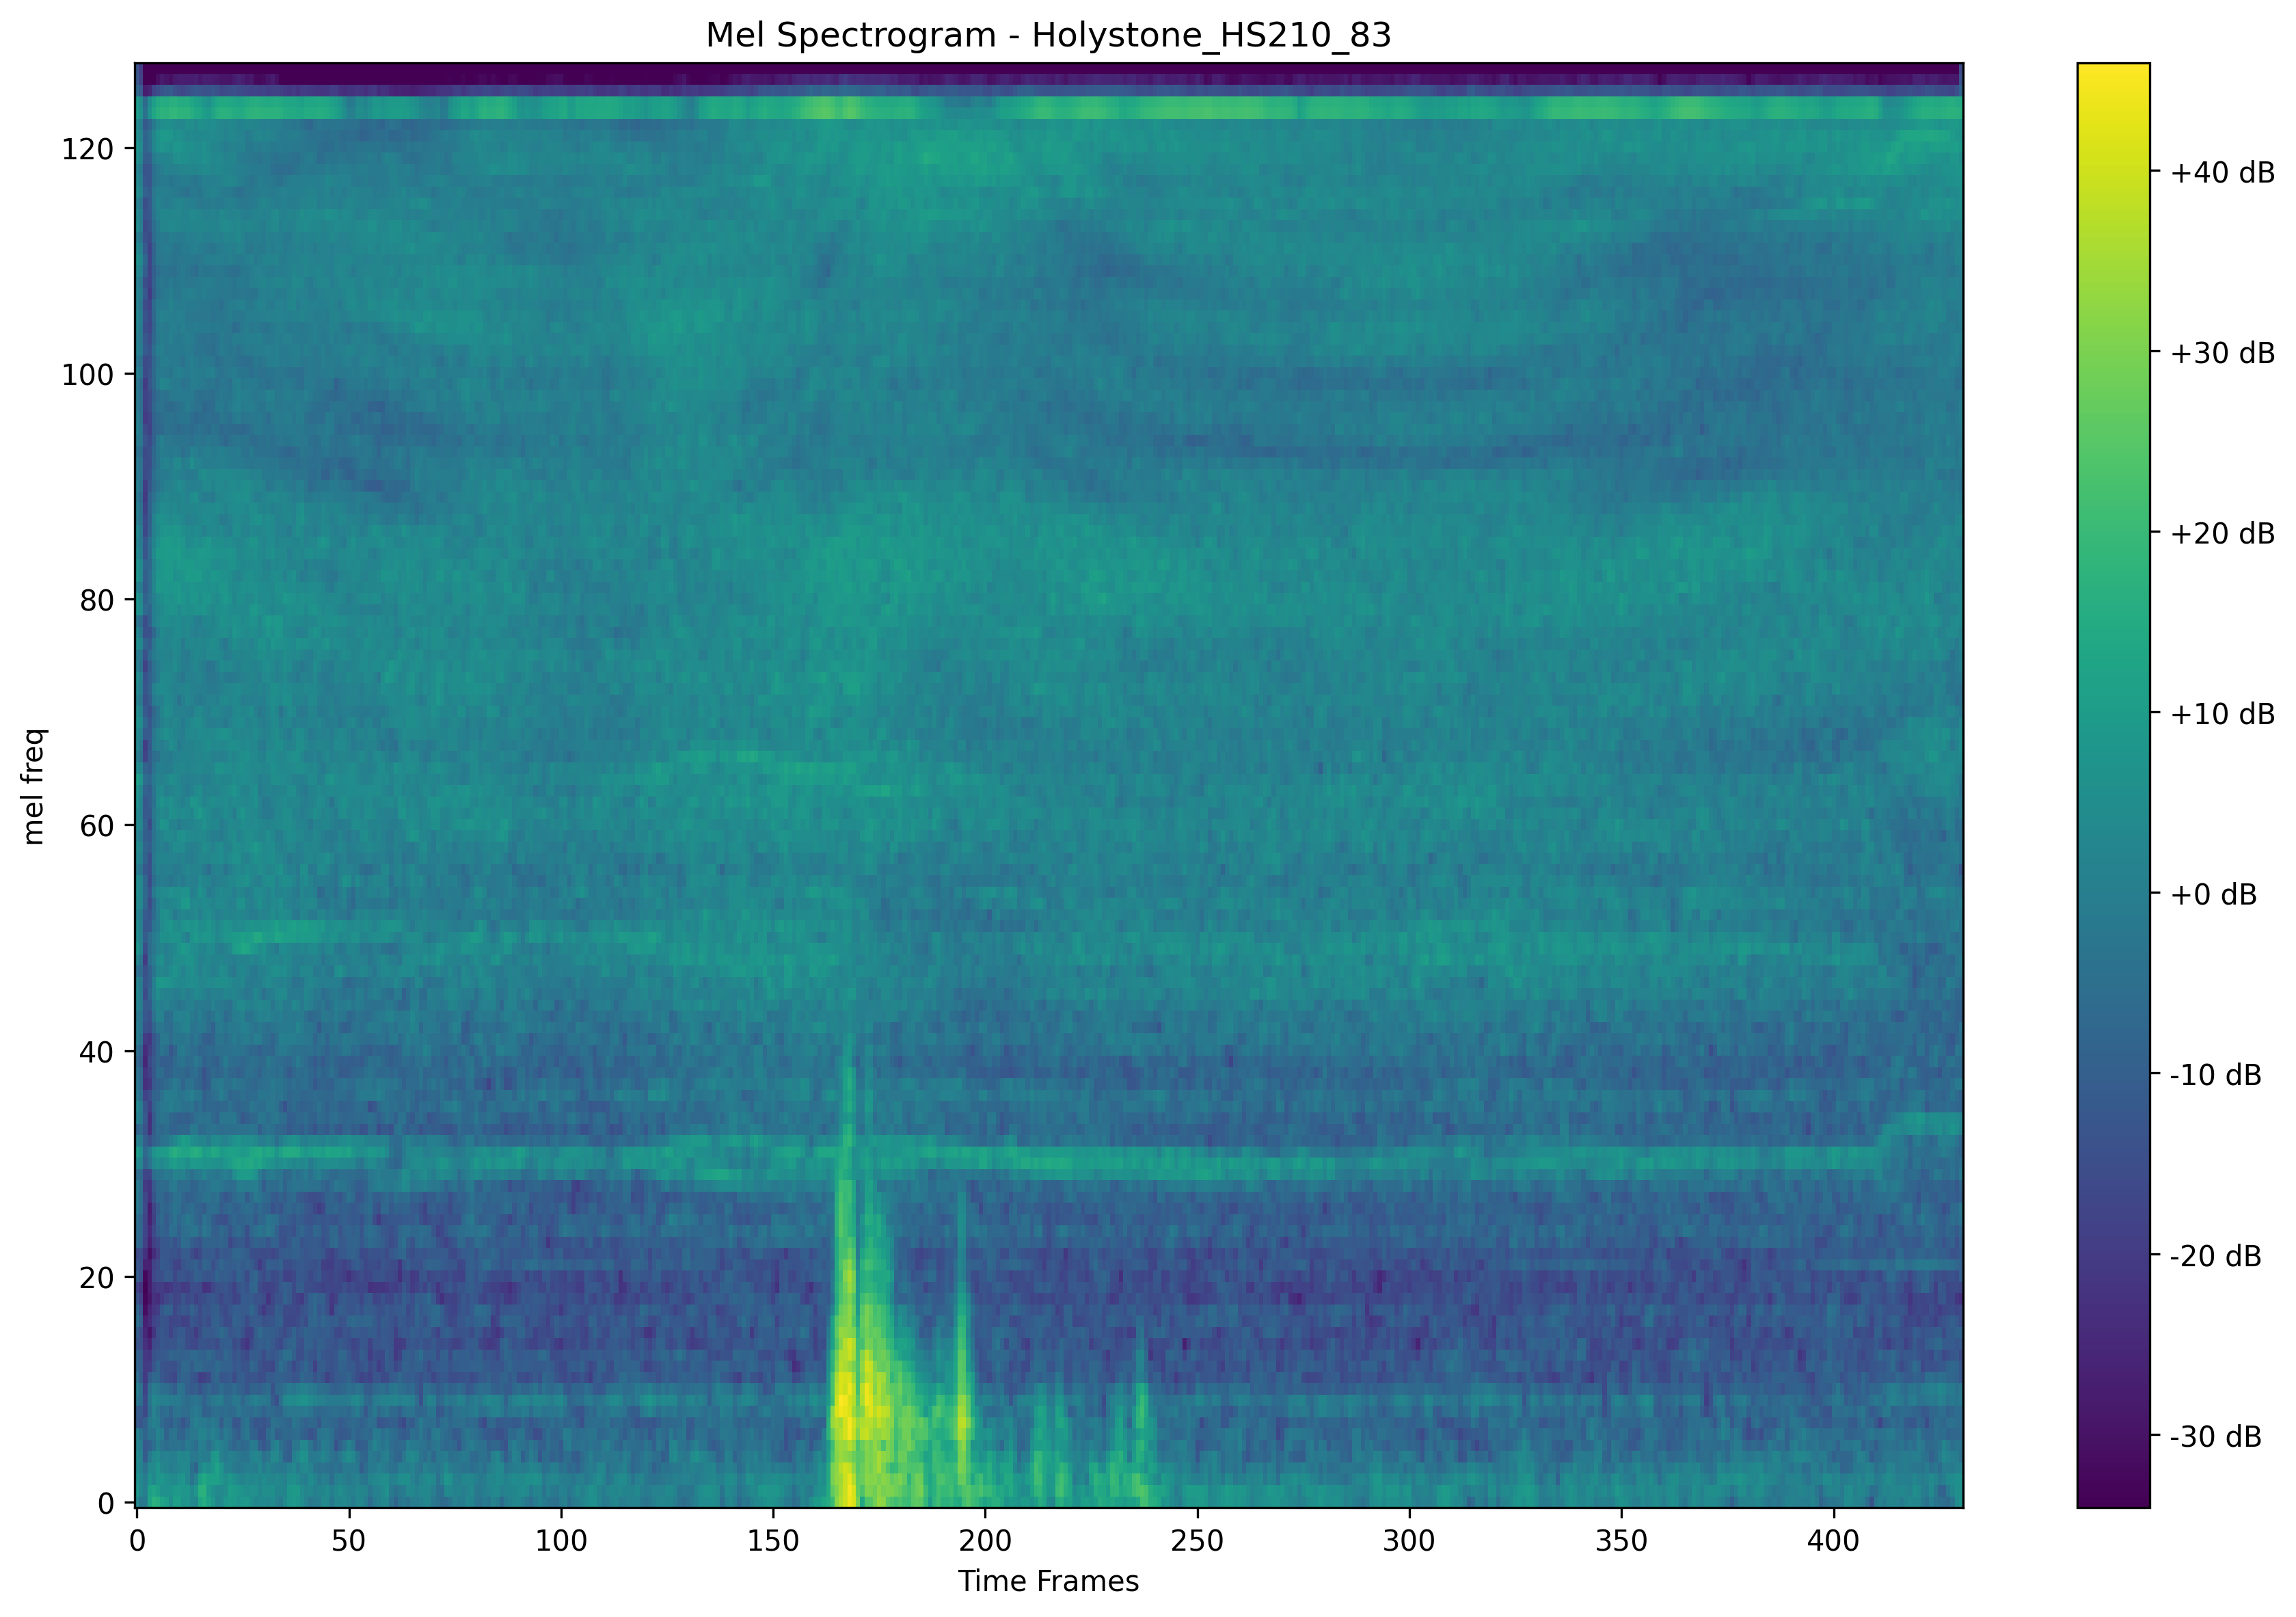 Mel Spectrogram - Holystone_HS210_83
mel freq
120
100
80
60
40
20
0
0 50 100 150 200 250 300 350 400
Time Frames
+40 dB
+30 dB
+20 dB
+10 dB
+0 dB
-10 dB
-20 dB
-30 dB